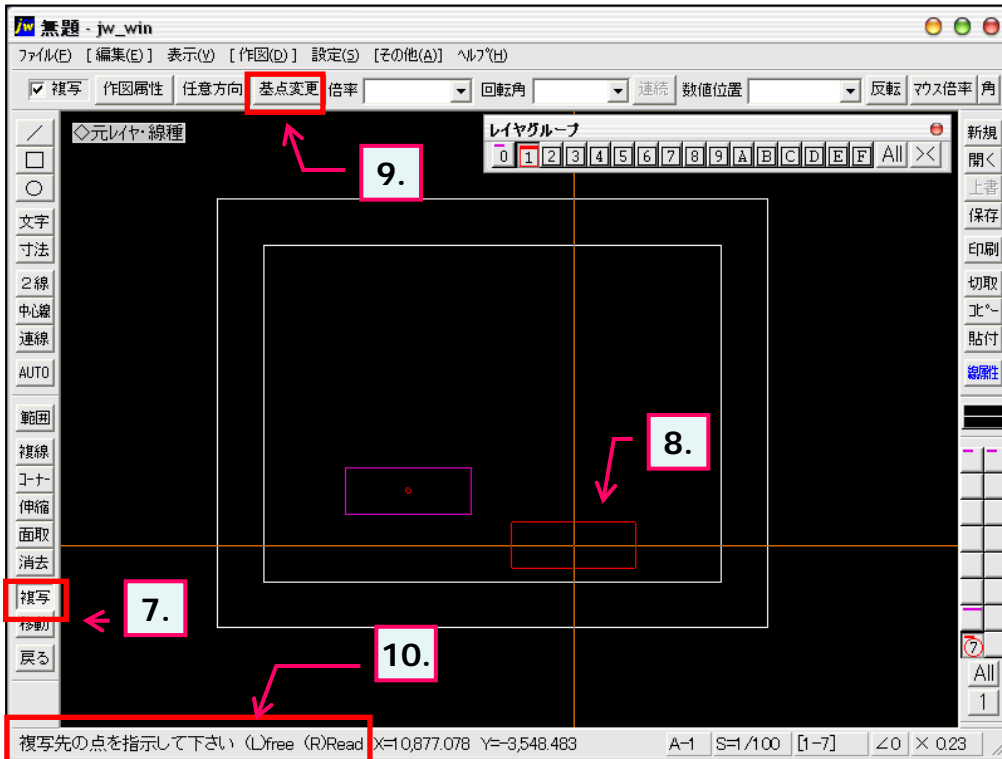 jw 無題 - jw_win
ファイル(F) [編集(E)] 表示(V) [作図(D)] 設定(S) [その他(A)] ヘルプ(H)
複写 作図属性 任意方向 基点変更 倍率 回転角 連続 数値位置 反転 マウス倍率 角
◇元レイヤ・線種
レイヤグループ
0 1 2 3 4 5 6 7 8 9 A B C D E F All ><
9.
8.
7.
10.
文字
寸法
2線
中心線
連線
AUTO
範囲
複線
コーナー
伸縮
面取
消去
複写
移動
戻る
新規
開く
上書
保存
印刷
切取
コピー
貼付
線属性
7
All
1
複写先の点を指示して下さい (L)free (R)Read X=10,877.078 Y=-3,548.483 A-1 S=1/100 [1-7] ∠0 × 0.23